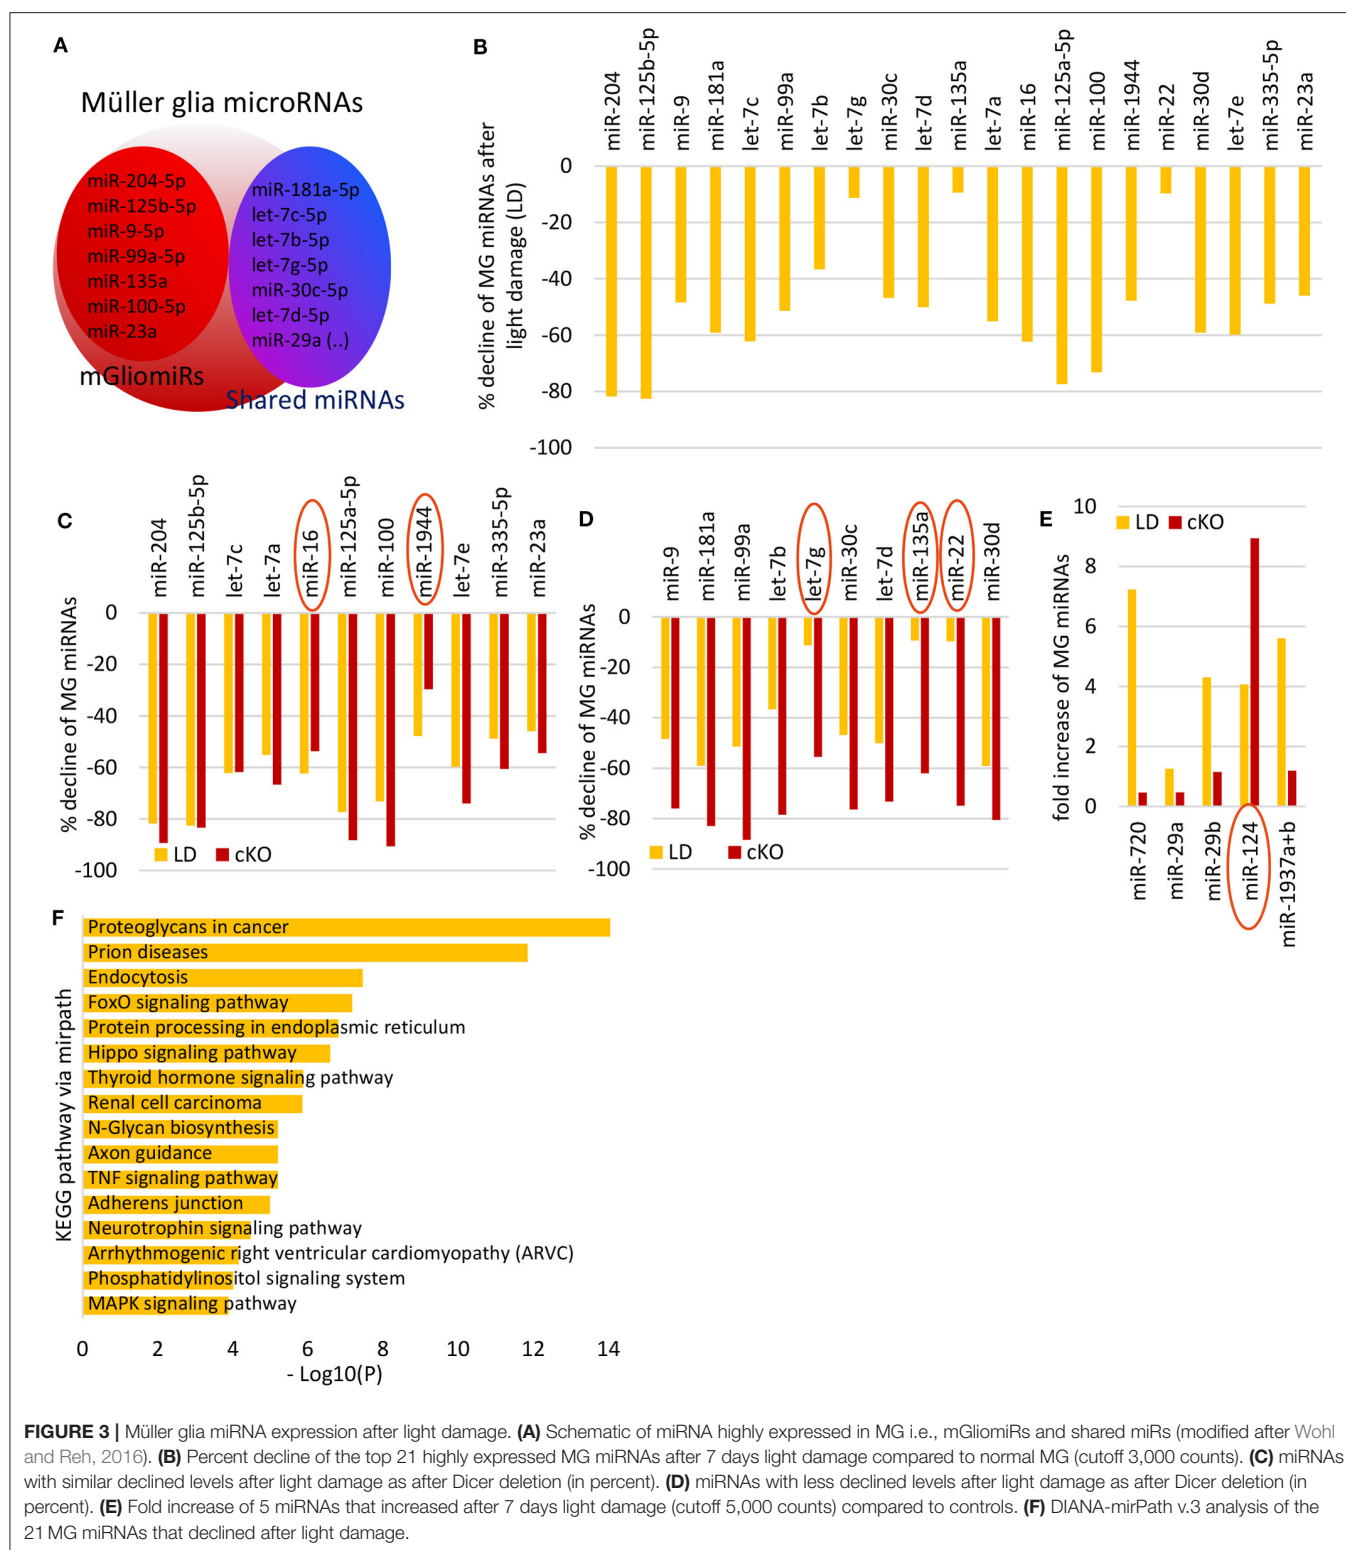 A
Müller glia microRNAs
miR-204-5p
miR-125b-5p
miR-9-5p
miR-99a-5p
miR-135a
miR-100-5p
miR-23a
mGliomiRs
miR-181a-5p
let-7c-5p
let-7b-5p
let-7g-5p
miR-30c-5p
let-7d-5p
miR-29a (..)
Shared miRNAs
B
% decline of MG miRNAs after
light damage (LD)
miR-204
miR-125b-5p
miR-9
miR-181a
let-7c
miR-99a
let-7b
let-7g
miR-30c
let-7d
miR-135a
let-7a
miR-16
miR-125a-5p
miR-100
miR-1944
miR-22
miR-30d
let-7e
miR-335-5p
miR-23a
0
-20
-40
-60
-80
-100
C
% decline of MG miRNAs
miR-204
miR-125b-5p
let-7c
let-7a
miR-16
miR-125a-5p
miR-100
miR-1944
let-7e
miR-335-5p
miR-23a
0
-20
-40
-60
-80
-100
LD cKO
D
% decline of MG miRNAs
miR-9
miR-181a
miR-99a
let-7b
let-7g
miR-30c
let-7d
miR-135a
miR-22
miR-30d
0
-20
-40
-60
-80
-100
LD cKO
E
fold increase of MG miRNAs
LD cKO
10
8
6
4
2
0
miR-720
miR-29a
miR-29b
miR-124
miR-1937a+b
F
KEGG pathway via mirpath
Proteoglycans in cancer
Prion diseases
Endocytosis
FoxO signaling pathway
Protein processing in endoplasmic reticulum
Hippo signaling pathway
Thyroid hormone signaling pathway
Renal cell carcinoma
N-Glycan biosynthesis
Axon guidance
TNF signaling pathway
Adherens junction
Neurotrophin signaling pathway
Arrhythmogenic right ventricular cardiomyopathy (ARVC)
Phosphatidylinositol signaling system
MAPK signaling pathway
0 2 4 6 8 10 12 14
- Log10(P)
FIGURE 3 | Müller glia miRNA expression after light damage. (A) Schematic of miRNA highly expressed in MG i.e., mGliomiRs and shared miRs (modified after Wohl
and Reh, 2016). (B) Percent decline of the top 21 highly expressed MG miRNAs after 7 days light damage compared to normal MG (cutoff 3,000 counts). (C) miRNAs
with similar declined levels after light damage as after Dicer deletion (in percent). (D) miRNAs with less declined levels after light damage as after Dicer deletion (in
percent). (E) Fold increase of 5 miRNAs that increased after 7 days light damage (cutoff 5,000 counts) compared to controls. (F) DIANA-mirPath v.3 analysis of the
21 MG miRNAs that declined after light damage.